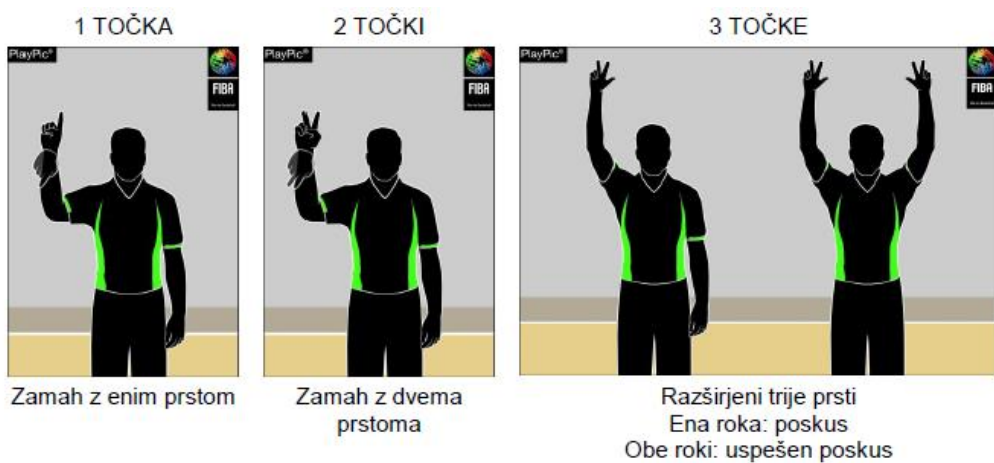 1 TOČKA
2 TOČKI
3 TOČKE
PlayPic®
FIBA
PlayPic®
FIBA
PlayPic®
FIBA
Zamah z enim prstom
Zamah z dvema
prstoma
Razširjeni trije prsti
Ena roka: poskus
Obe roki: uspešen poskus